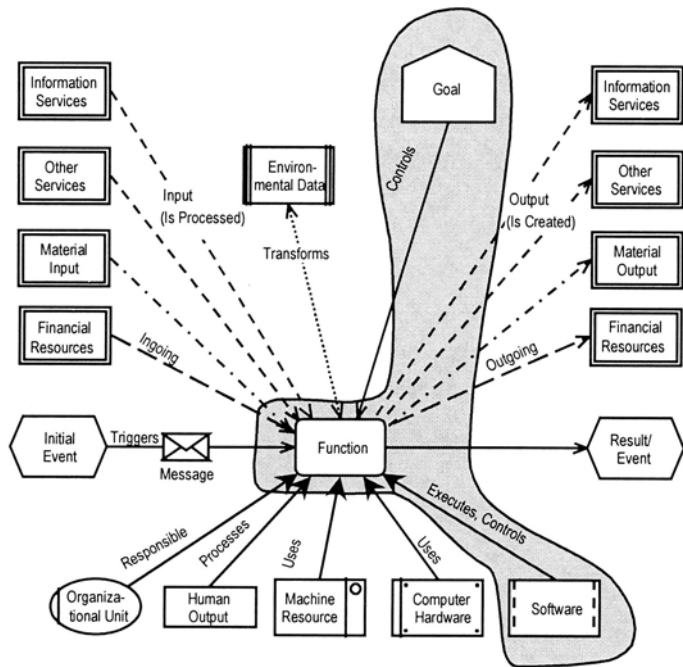 Information
Services
Other
Services
Material
Input
Financial
Resources
Input
(Is Processed)
Ingoing
Environ-
mental Data
Transforms
Goal
Controls
Output
(Is Created)
Outgoing
Information
Services
Other
Services
Material
Output
Financial
Resources
Initial
Event
Triggers
Message
Function
Result/
Event
Responsible
Processes
Uses
Uses
Executes, Controls
Organiza-
tional Unit
Human
Output
Machine
Resource
Computer
Hardware
Software